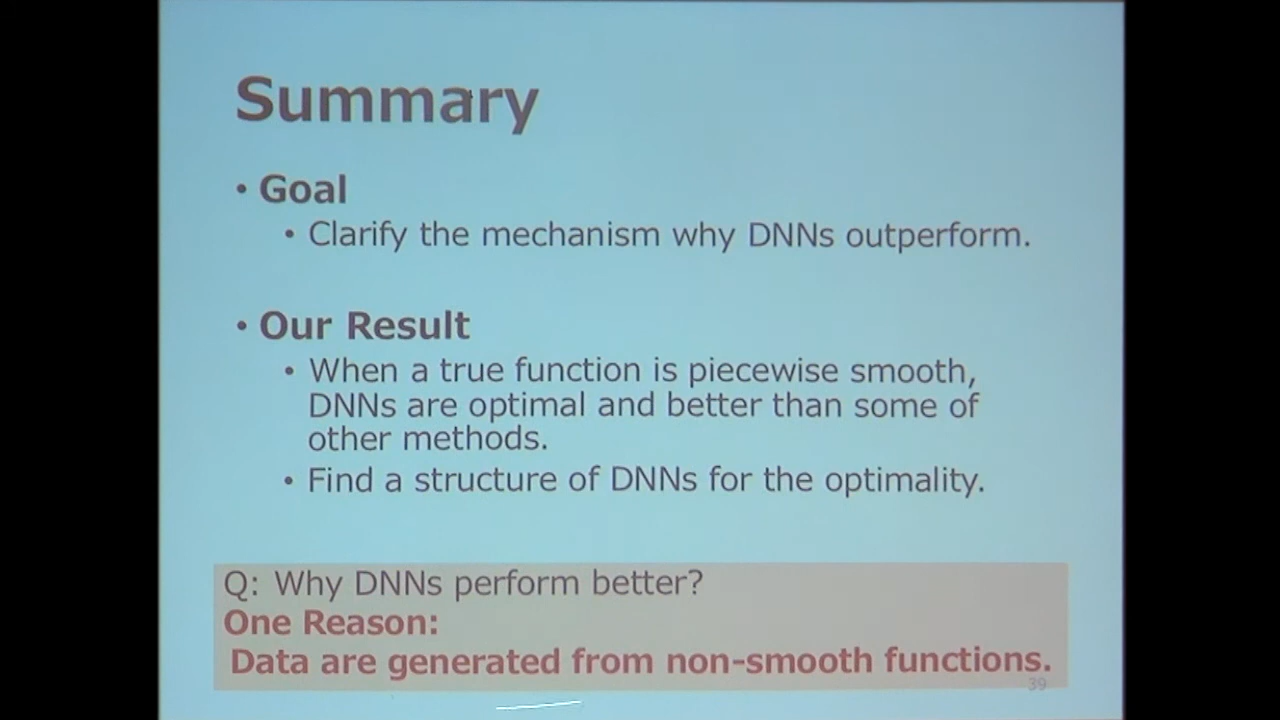 Summary
• Goal
• Clarify the mechanism why DNNs outperform.
• Our Result
• When a true function is piecewise smooth,
DNNs are optimal and better than some of
other methods.
• Find a structure of DNNs for the optimality.
Q: Why DNNs perform better?
One Reason:
Data are generated from non-smooth functions.
39